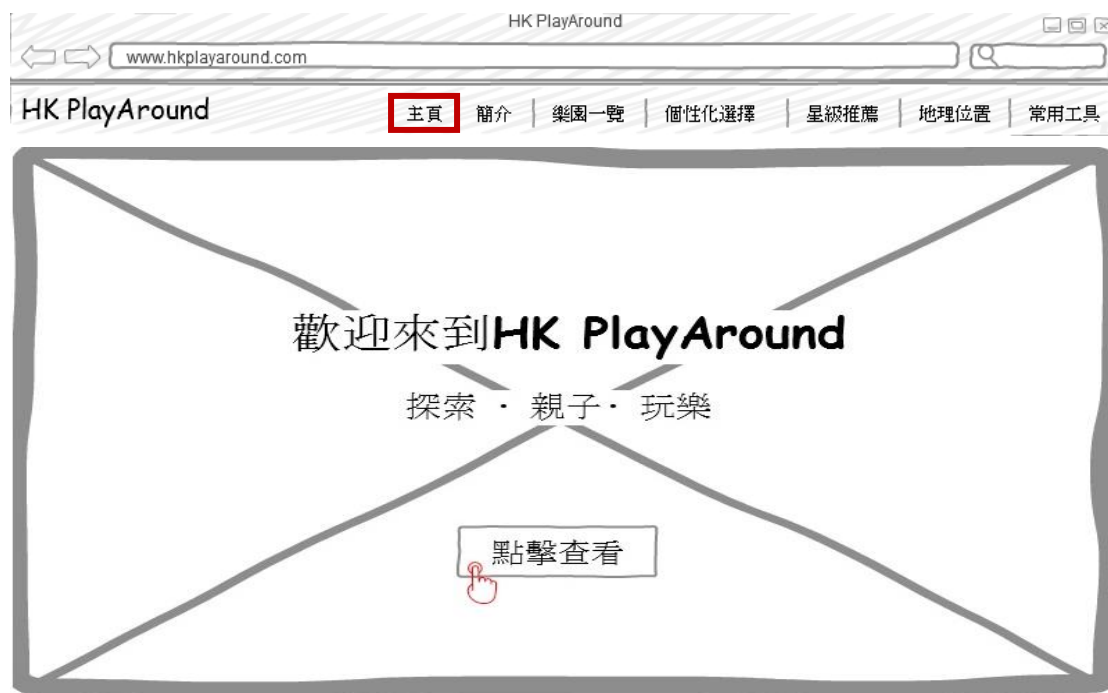 HK PlayAround
www.hkplayaround.com
HK PlayAround 主頁 簡介 樂園一覽 個性化選擇 星級推薦 地理位置 常用工具
歡迎來到HK PlayAround
探索 · 親子 · 玩樂
點擊查看